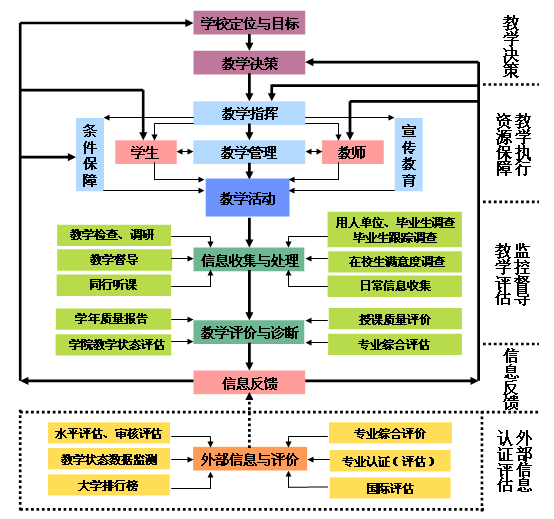 学校定位与目标
教学决策
教学指挥
条件保障
学生
教学管理
教师
宣传教育
教学活动
教学检查、调研
教学督导
同行听课
信息收集与处理
用人单位、毕业生调查
毕业生跟踪调查
在校生满意度调查
日常信息收集
学年质量报告
学院教学状态评估
教学评价与诊断
授课质量评价
专业综合评估
信息反馈
水平评估、审核评估
教学状态数据监测
大学排行榜
外部信息与评价
专业综合评价
专业认证（评估）
国际评估
教学决策
教学执行
资源保障
监控督导
教学评估
信息反馈
外部信息
认证评估